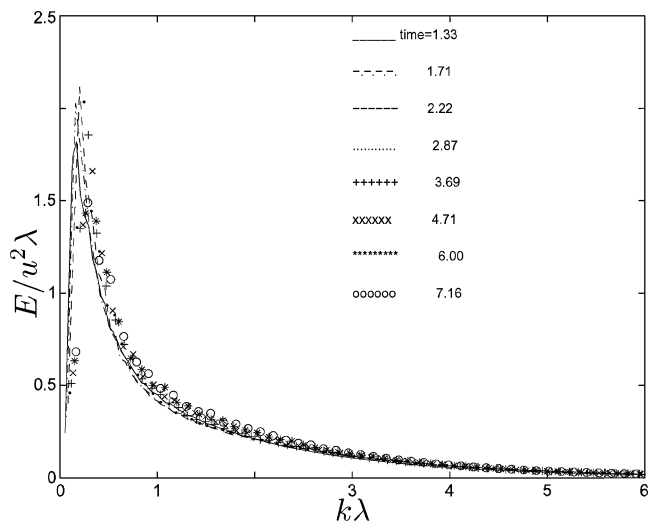 2.5
2
1.5
1
0.5
0
E/u²λ
______ time=1.33
_._._._. 1.71
------- 2.22
............ 2.87
++++++ 3.69
xxxxxx 4.71
********* 6.00
oooooo 7.16
0 1 2 3 4 5 6
kλ